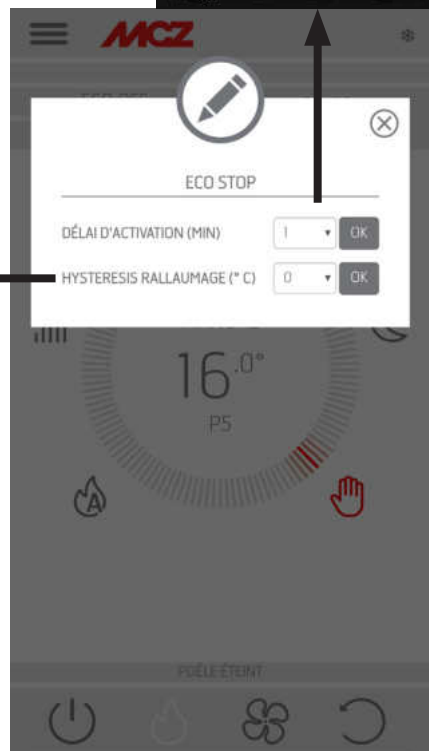 MCZ
ECO STOP
DÉLAI D'ACTIVATION (MIN)
1
OK
HYSTERESIS RALLAUMAGE (° C)
0
OK
16.0°
P5
A
POÊLE ÉTEINT